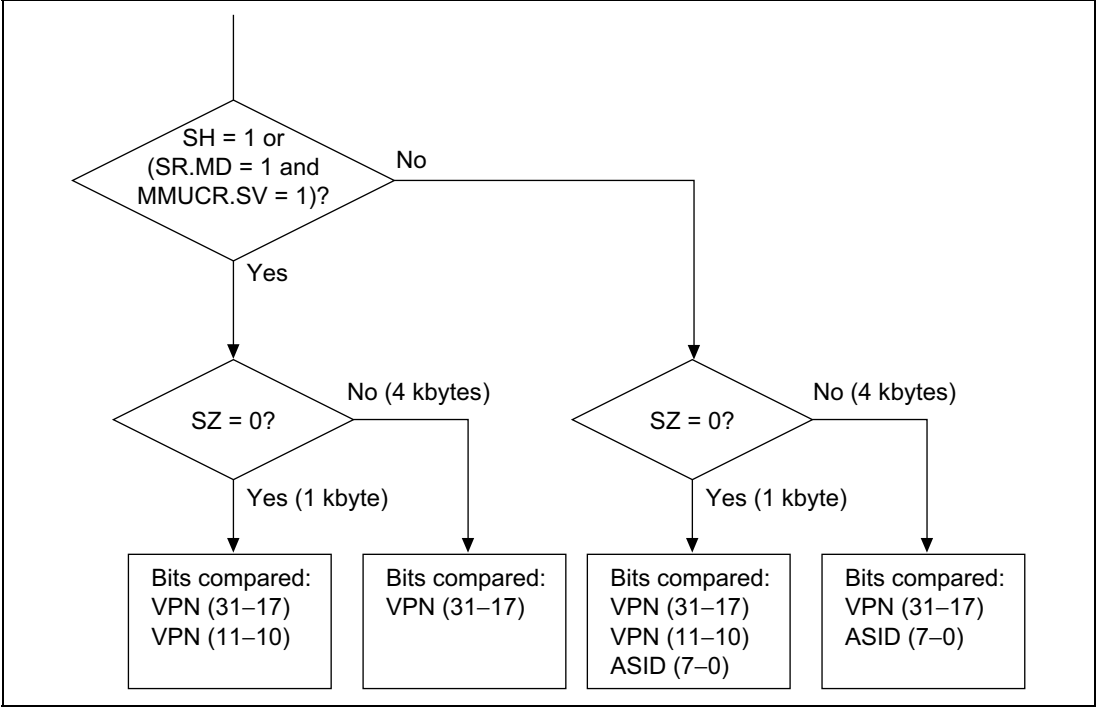 SH = 1 or
(SR.MD = 1 and
MMUCR.SV = 1)?
No
Yes
SZ = 0?
No (4 kbytes)
Yes (1 kbyte)
SZ = 0?
No (4 kbytes)
Yes (1 kbyte)
Bits compared:
VPN (31–17)
VPN (11–10)
Bits compared:
VPN (31–17)
Bits compared:
VPN (31–17)
VPN (11–10)
ASID (7–0)
Bits compared:
VPN (31–17)
ASID (7–0)